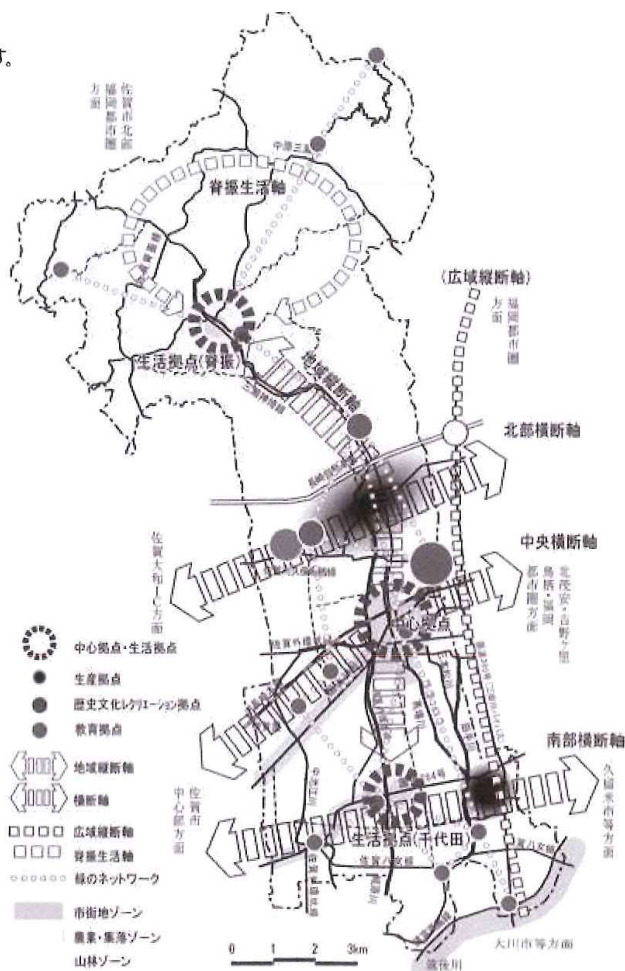 す。
佐賀市北部
福岡都市圏
方面
脊振生活軸
(広域縦断軸)
福岡都市圏
方面
生活拠点(脊振)
地域縦断軸
三瀬神埼線
北部横断軸
佐賀大和IC方面
中央横断軸
北茂安・吉野ヶ里
鳥栖・福岡
都市圏方面
中心拠点
南部横断軸
久留米市等方面
佐賀市
中心部方面
生活拠点(千代田)
佐賀八女線
大川市等方面
筑後川
中心拠点・生活拠点
生産拠点
歴史文化レクリエーション拠点
教育拠点
地域縦断軸
横断軸
広域縦断軸
脊振生活軸
緑のネットワーク
市街地ゾーン
農業・集落ゾーン
山林ゾーン
0 1 2 3km